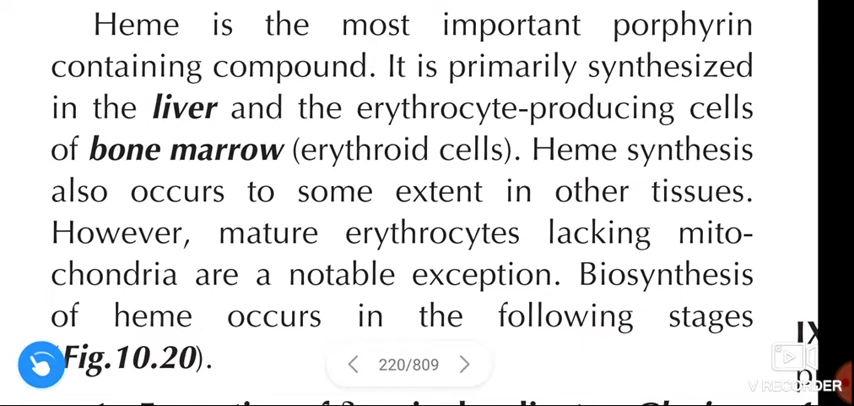 Heme is the most important porphyrin
containing compound. It is primarily synthesized
in the liver and the erythrocyte-producing cells
of bone marrow (erythroid cells). Heme synthesis
also occurs to some extent in other tissues.
However, mature erythrocytes lacking mito-
chondria are a notable exception. Biosynthesis
of heme occurs in the following stages
Fig.10.20).
220/809
IX
V RECORDER